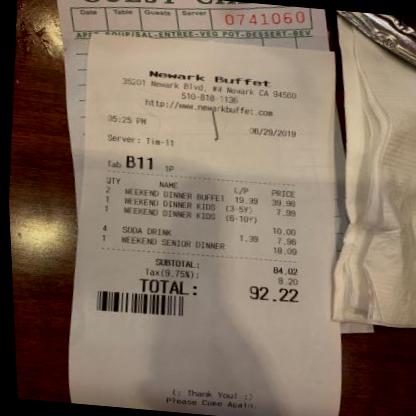 GUEST CHECK
Date Table Guests Server 0741060
APPT-SOUP/SAL-ENTREE-VEG POT-DESSERT-BEV
Newark Buffet
35201 Newark Blvd, #4 Newark CA 94560
510-818-1136
http://www.newarkbuffet.com
05:25 PM 06/29/2019
Server: Tim-11
Tab B11 1P
QTY NAME L/P PRICE
2 WEEKEND DINNER BUFFET 19.99 39.98
1 WEEKEND DINNER KIDS (3-5Y) 7.99
1 WEEKEND DINNER KIDS (6-10Y)
10.00
4 SODA DRINK 1.99 7.96
1 WEEKEND SENIOR DINNER 18.09
SUBTOTAL: 84.02
Tax(9.75%): 8.20
TOTAL: 92.22
(: Thank You! :)
Please Come Again.